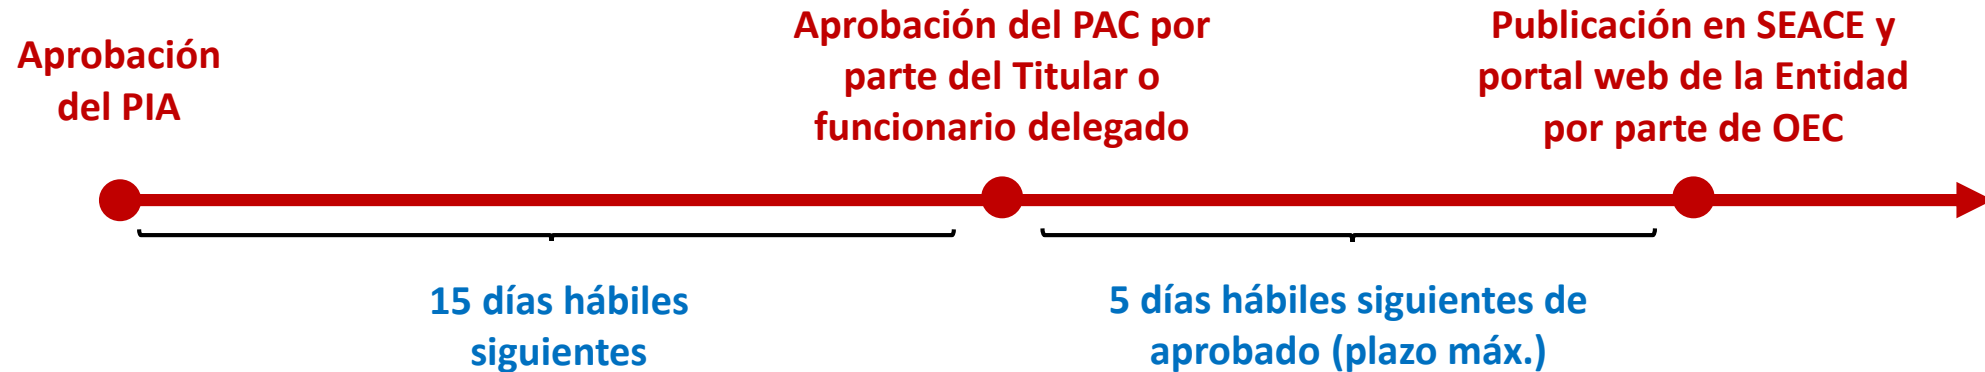 Aprobación
del PIA
Aprobación del PAC por
parte del Titular o
funcionario delegado
Publicación en SEACE y
portal web de la Entidad
por parte de OEC
15 días hábiles
siguientes
5 días hábiles siguientes de
aprobado (plazo máx.)